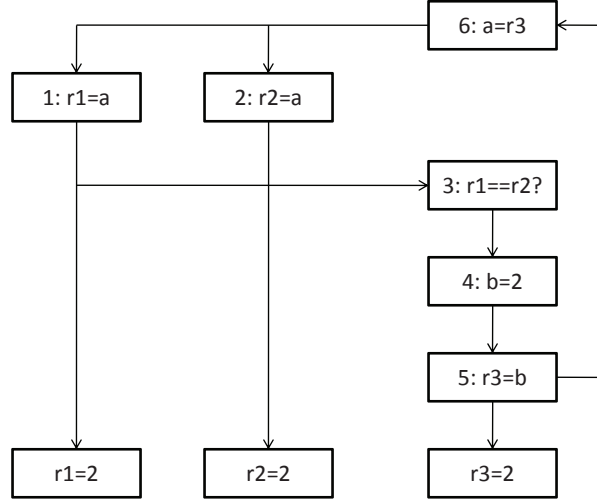 6: a=r3
1: r1=a
2: r2=a
3: r1==r2?
4: b=2
5: r3=b
r1=2
r2=2
r3=2